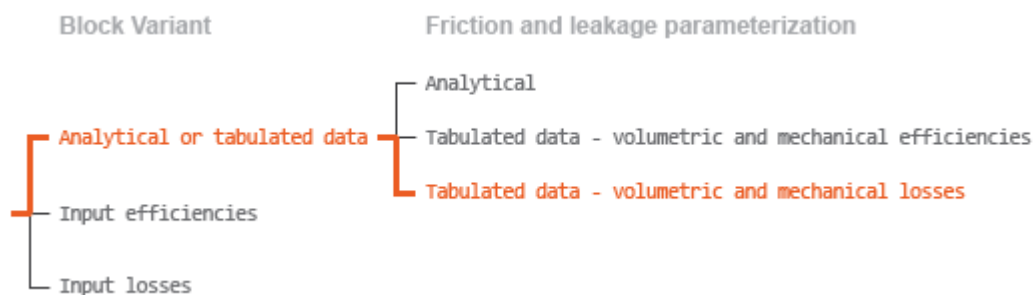 Block Variant
Friction and leakage parameterization
Analytical
Analytical or tabulated data
Tabulated data - volumetric and mechanical efficiencies
Tabulated data - volumetric and mechanical losses
Input efficiencies
Input losses